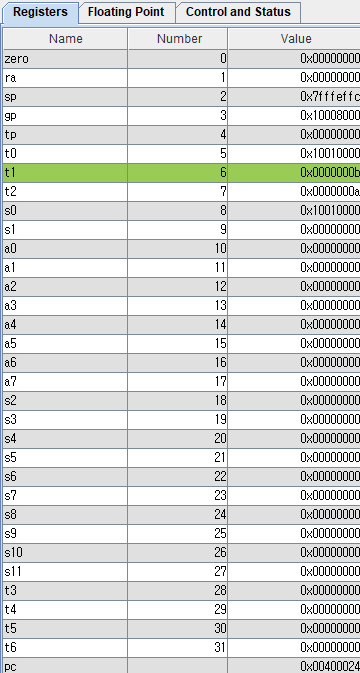 Registers Floating Point Control and Status
Name Number Value
zero 0 0x00000000
ra 1 0x00000000
sp 2 0x7fffeffc
gp 3 0x10008000
tp 4 0x00000000
t0 5 0x10010000
t1 6 0x0000000b
t2 7 0x0000000a
s0 8 0x10010000
s1 9 0x00000000
a0 10 0x00000000
a1 11 0x00000000
a2 12 0x00000000
a3 13 0x00000000
a4 14 0x00000000
a5 15 0x00000000
a6 16 0x00000000
a7 17 0x00000000
s2 18 0x00000000
s3 19 0x00000000
s4 20 0x00000000
s5 21 0x00000000
s6 22 0x00000000
s7 23 0x00000000
s8 24 0x00000000
s9 25 0x00000000
s10 26 0x00000000
s11 27 0x00000000
t3 28 0x00000000
t4 29 0x00000000
t5 30 0x00000000
t6 31 0x00000000
pc 0x00400024